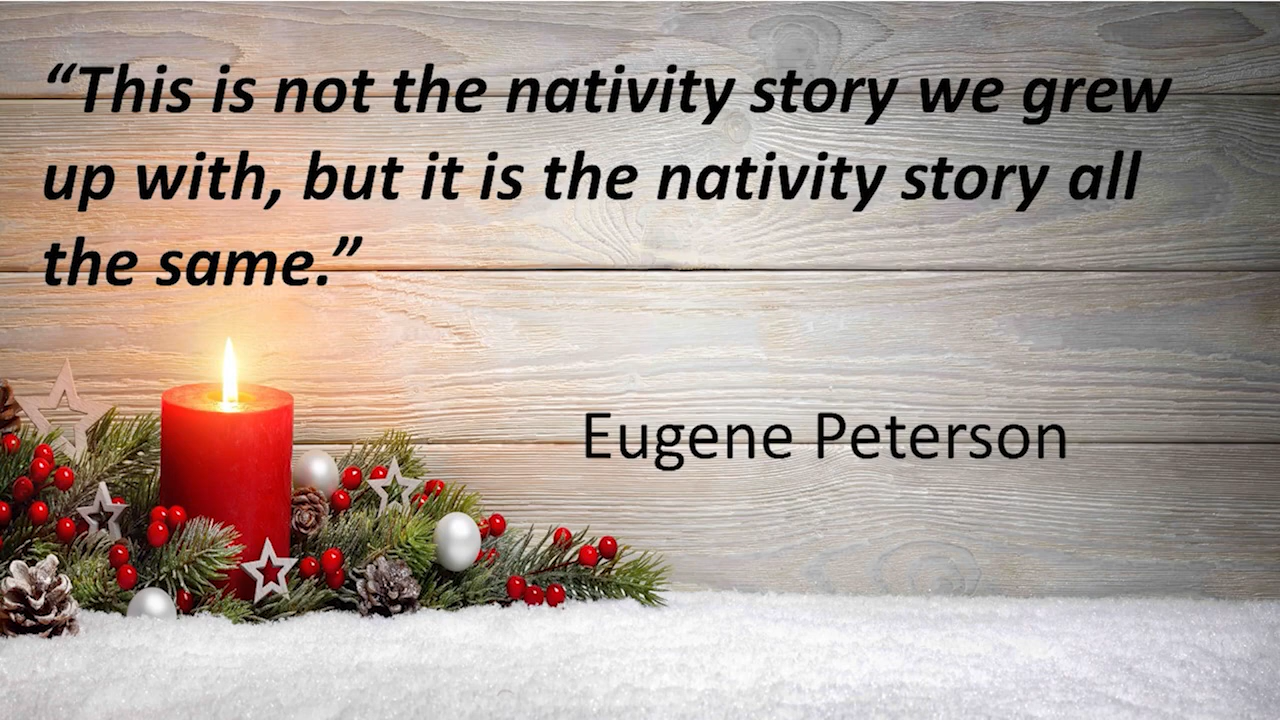 “This is not the nativity story we grew
up with, but it is the nativity story all
the same.”
Eugene Peterson